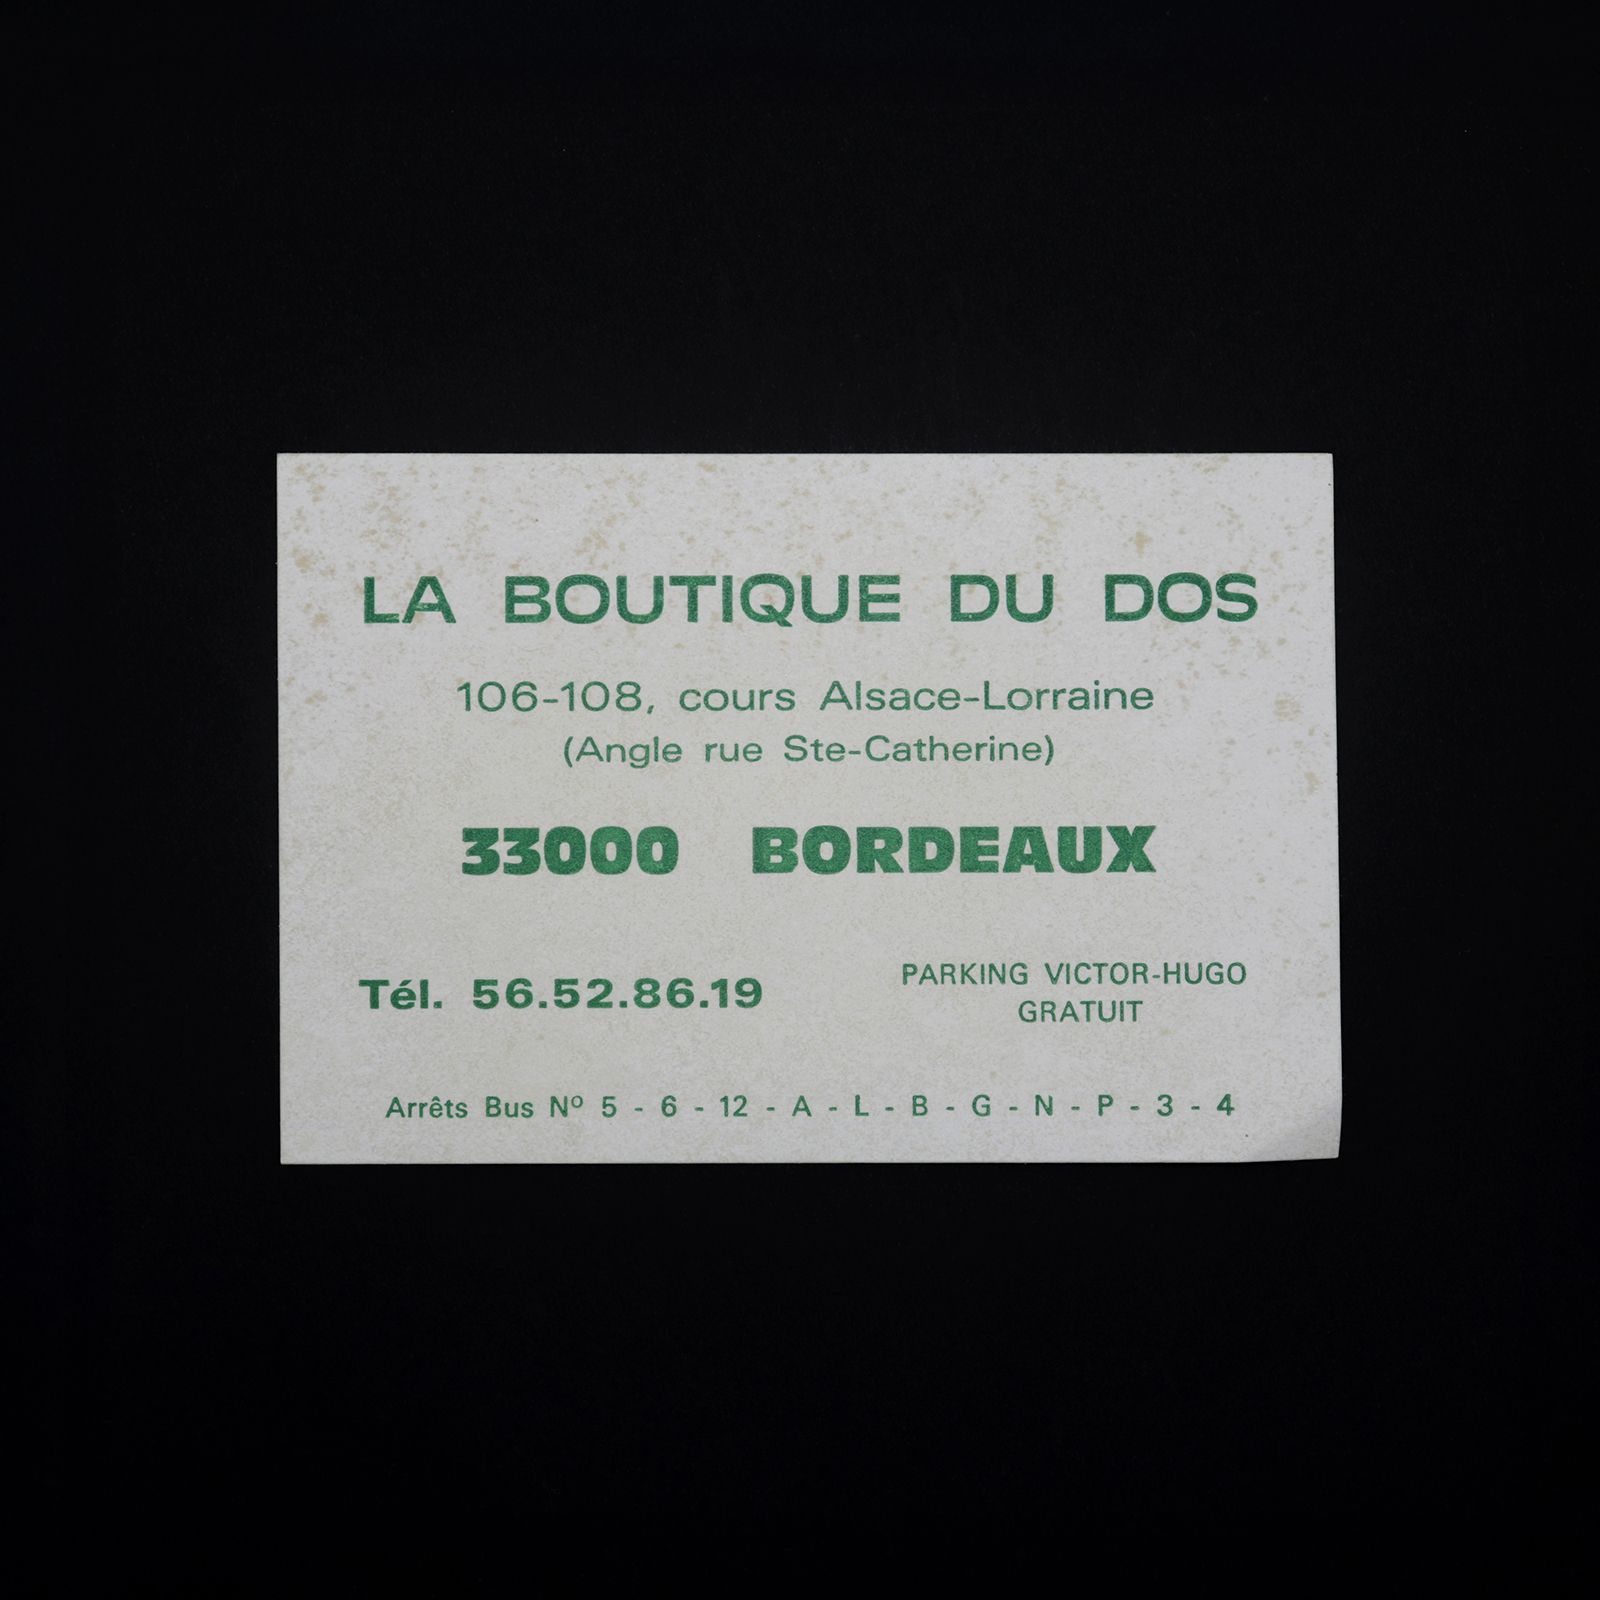 LA BOUTIQUE DU DOS
106-108, cours Alsace-Lorraine
(Angle rue Ste-Catherine)
33000 BORDEAUX
Tél. 56.52.86.19
PARKING VICTOR-HUGO
GRATUIT
Arrêts Bus Nº 5 - 6 - 12 - A - L - B - G - N - P - 3 - 4